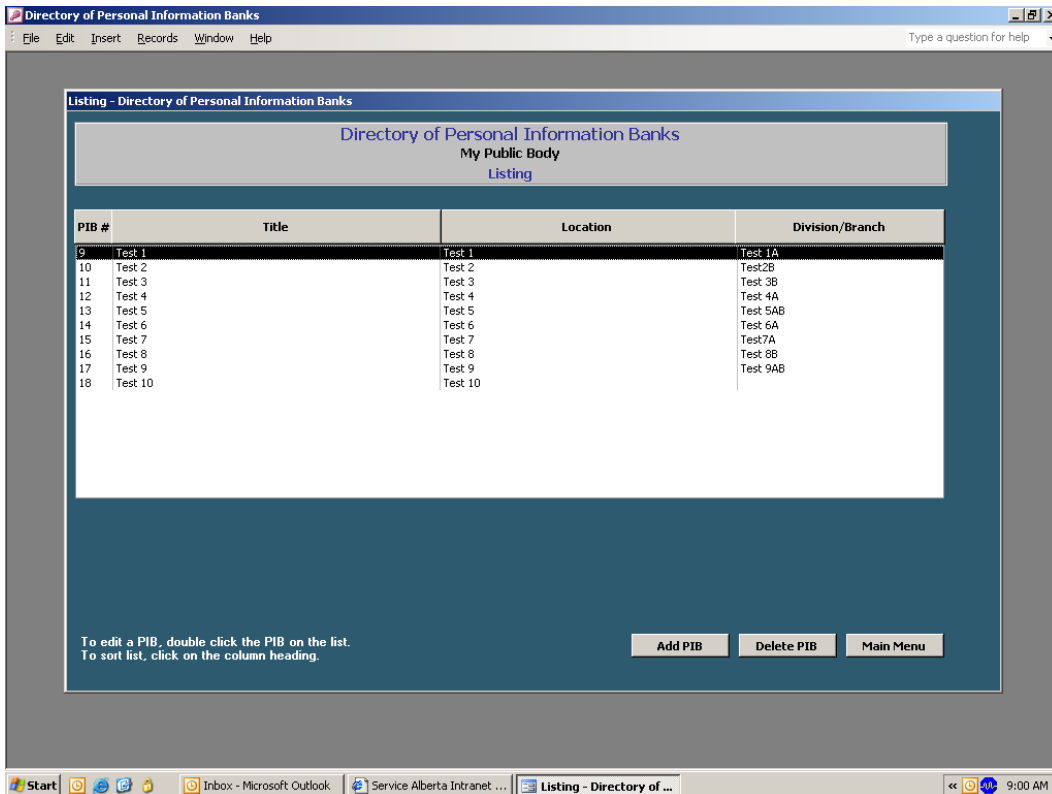 Directory of Personal Information Banks
File Edit Insert Records Window Help Type a question for help
Listing - Directory of Personal Information Banks
Directory of Personal Information Banks
My Public Body
Listing
PIB # Title Location Division/Branch
9 Test 1 Test 1 Test 1A
10 Test 2 Test 2 Test2B
11 Test 3 Test 3 Test 3B
12 Test 4 Test 4 Test 4A
13 Test 5 Test 5 Test 5AB
14 Test 6 Test 6 Test 6A
15 Test 7 Test 7 Test7A
16 Test 8 Test 8 Test 8B
17 Test 9 Test 9 Test 9AB
18 Test 10 Test 10
To edit a PIB, double click the PIB on the list.
To sort list, click on the column heading.
Add PIB Delete PIB Main Menu
Start Inbox - Microsoft Outlook Service Alberta Intranet ... Listing - Directory of ... « 9:00 AM